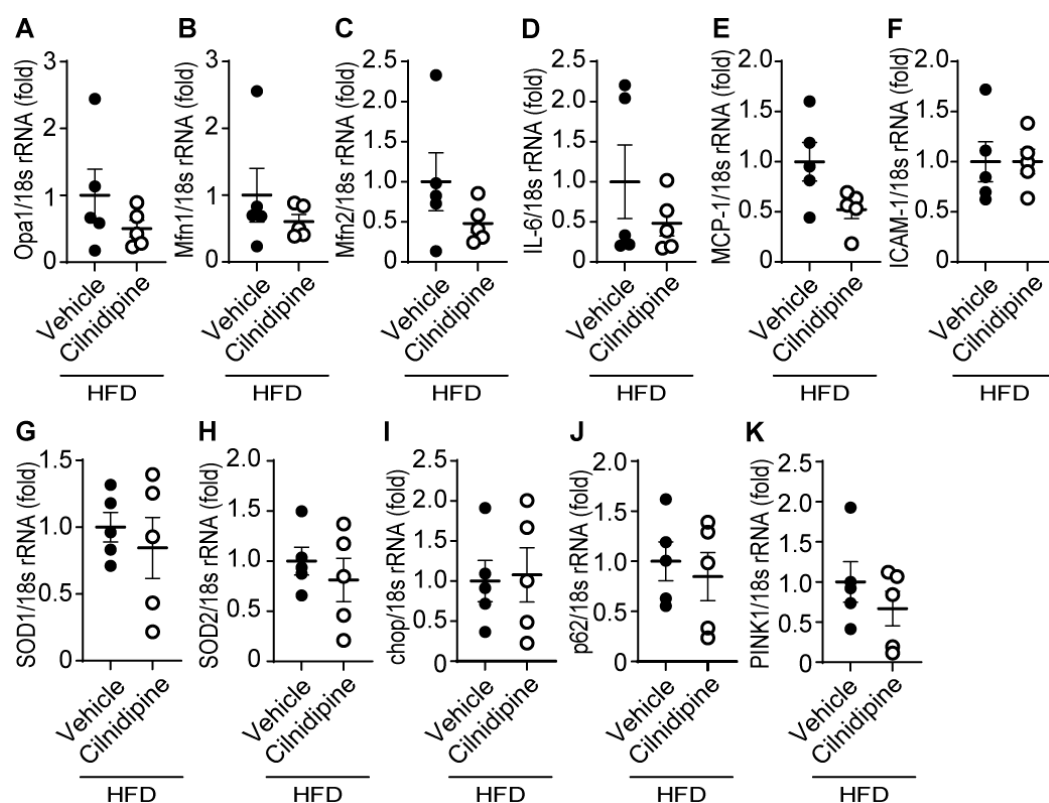 A
Opa1/18s rRNA (fold)
3
2
1
0
Vehicle
Cilnidipine
HFD
B
Mfn1/18s rRNA (fold)
3
2
1
0
Vehicle
Cilnidipine
HFD
C
Mfn2/18s rRNA (fold)
2.5
2.0
1.5
1.0
0.5
0
Vehicle
Cilnidipine
HFD
D
IL-6/18s rRNA (fold)
2.5
2.0
1.5
1.0
0.5
0
Vehicle
Cilnidipine
HFD
E
MCP-1/18s rRNA (fold)
2.0
1.5
1.0
0.5
0
Vehicle
Cilnidipine
HFD
F
ICAM-1/18s rRNA (fold)
2.0
1.5
1.0
0.5
0
Vehicle
Cilnidipine
HFD
G
SOD1/18s rRNA (fold)
1.5
1.0
0.5
0
Vehicle
Cilnidipine
HFD
H
SOD2/18s rRNA (fold)
2.0
1.5
1.0
0.5
0
Vehicle
Cilnidipine
HFD
I
chop/18s rRNA (fold)
2.5
2.0
1.5
1.0
0.5
0
Vehicle
Cilnidipine
HFD
J
p62/18s rRNA (fold)
2.0
1.5
1.0
0.5
0
Vehicle
Cilnidipine
HFD
K
PINK1/18s rRNA (fold)
2.5
2.0
1.5
1.0
0.5
0
Vehicle
Cilnidipine
HFD